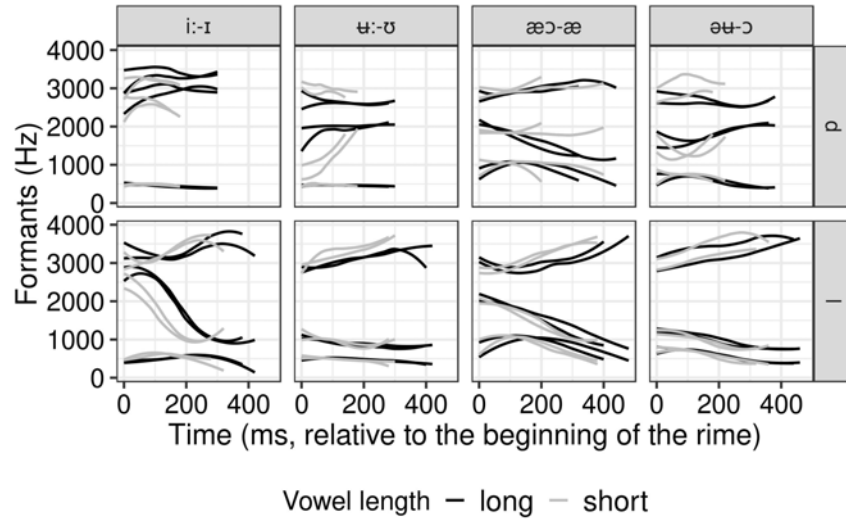 iː-ɪ ʉː-ʊ æɔ-æ əʉ-ɔ
4000
3000
2000
1000
0
d
4000
3000
2000
1000
0
l
Formants (Hz)
0 200 400 0 200 400 0 200 400 0 200 400
Time (ms, relative to the beginning of the rime)
Vowel length long short